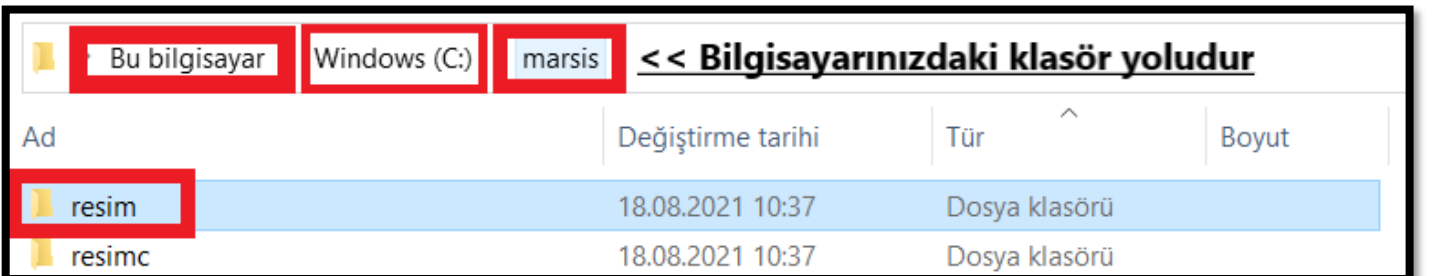 Bu bilgisayar Windows (C:) marsis << Bilgisayarınızdaki klasör yoludur
Ad Değiştirme tarihi Tür Boyut
resim 18.08.2021 10:37 Dosya klasörü
resimc 18.08.2021 10:37 Dosya klasörü